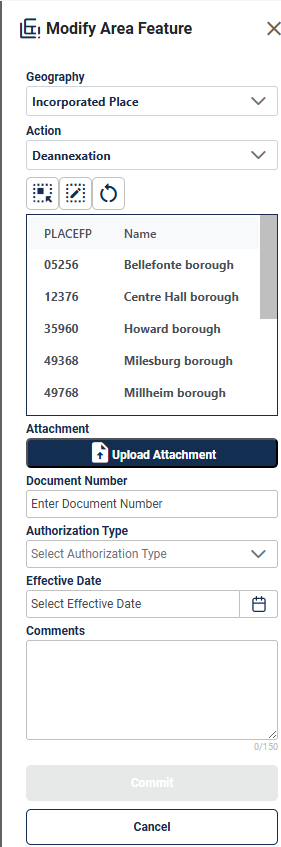 Modify Area Feature
Geography
Incorporated Place
Action
Deannexation
PLACEFP Name
05256 Bellefonte borough
12376 Centre Hall borough
35960 Howard borough
49368 Milesburg borough
49768 Millheim borough
Attachment
Upload Attachment
Document Number
Enter Document Number
Authorization Type
Select Authorization Type
Effective Date
Select Effective Date
Comments
0/150
Commit
Cancel